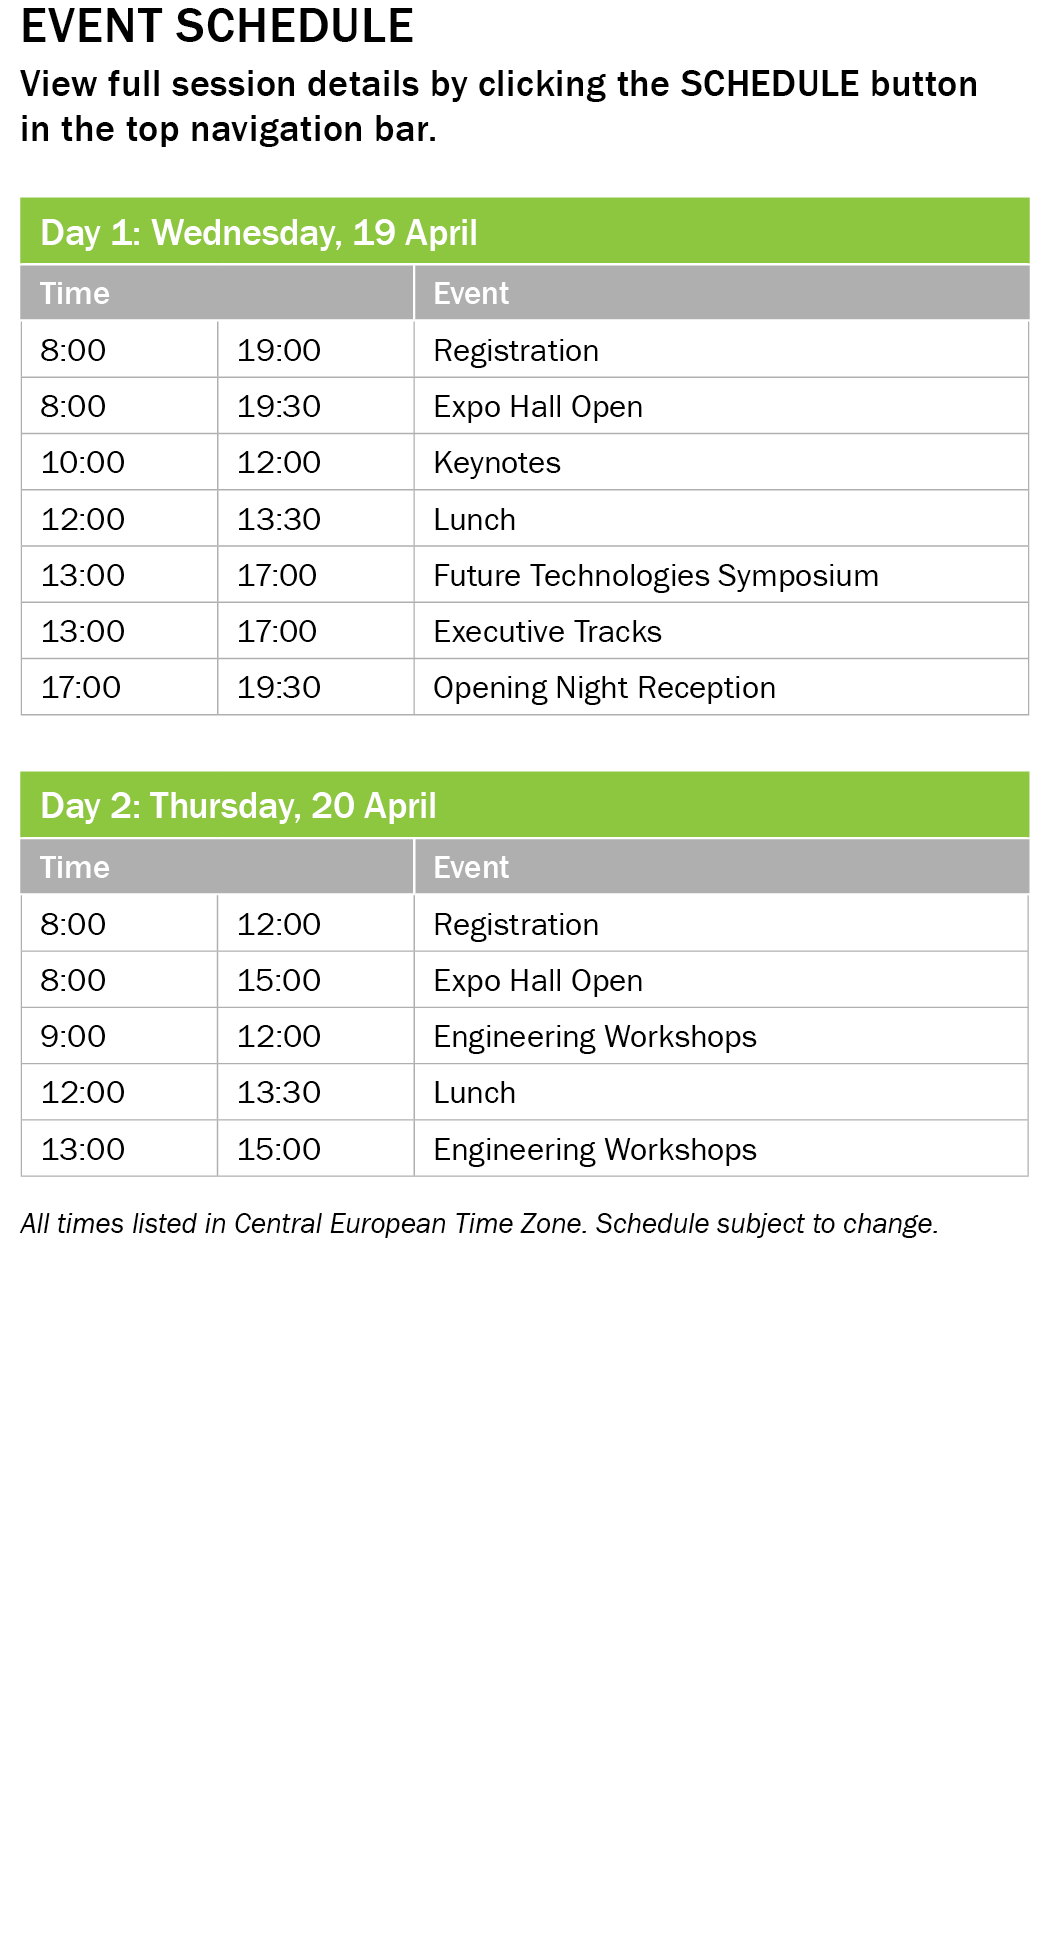 EVENT SCHEDULE
View full session details by clicking the SCHEDULE button
in the top navigation bar.
Day 1: Wednesday, 19 April
Time Event
8:00 19:00 Registration
8:00 19:30 Expo Hall Open
10:00 12:00 Keynotes
12:00 13:30 Lunch
13:00 17:00 Future Technologies Symposium
13:00 17:00 Executive Tracks
17:00 19:30 Opening Night Reception
Day 2: Thursday, 20 April
Time Event
8:00 12:00 Registration
8:00 15:00 Expo Hall Open
9:00 12:00 Engineering Workshops
12:00 13:30 Lunch
13:00 15:00 Engineering Workshops
All times listed in Central European Time Zone. Schedule subject to change.